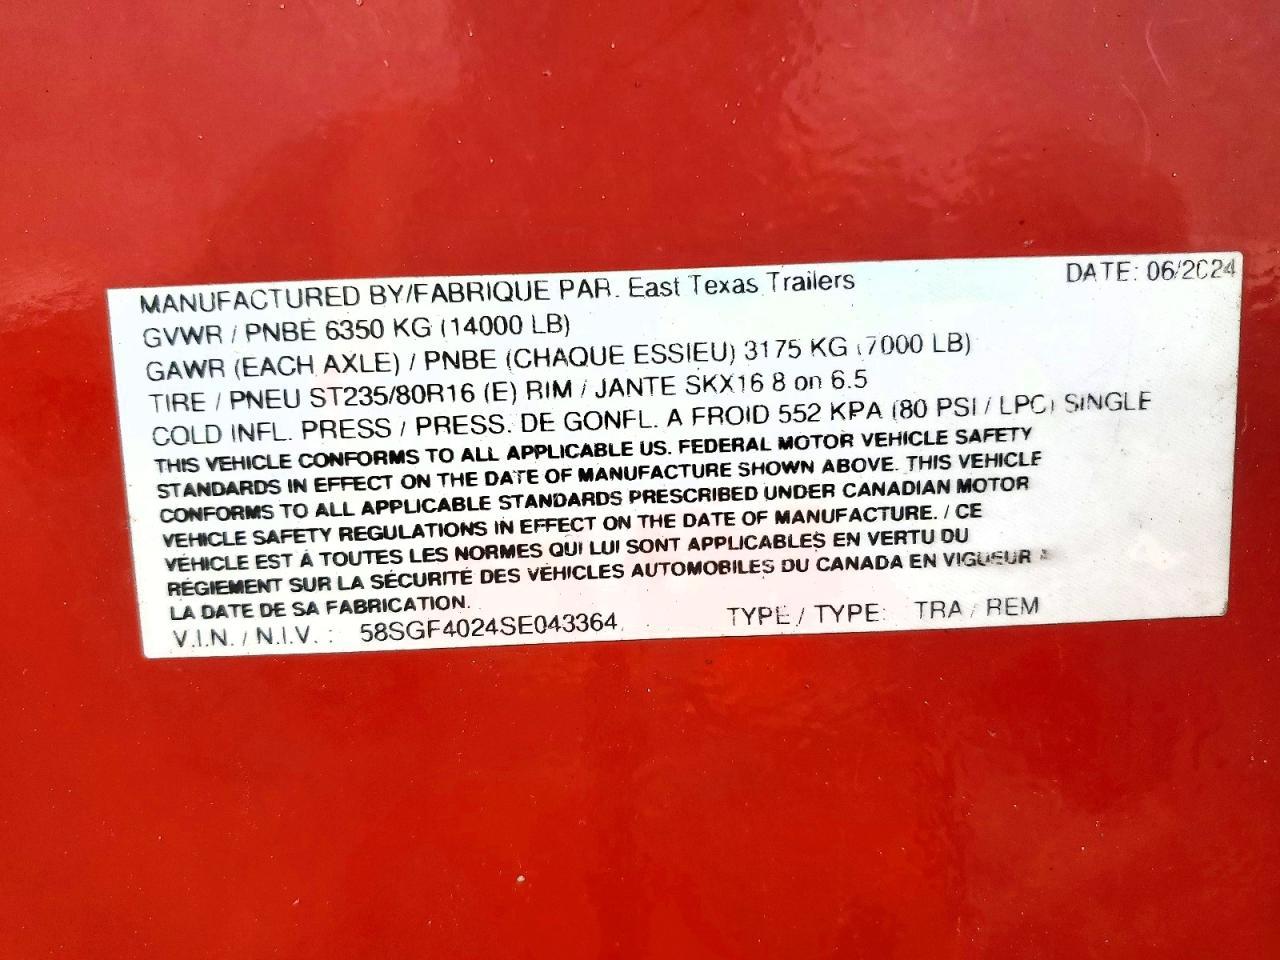 MANUFACTURED BY/FABRIQUE PAR. East Texas Trailers DATE: 06/2024
GVWR / PNBE 6350 KG (14000 LB)
GAWR (EACH AXLE) / PNBE (CHAQUE ESSIEU) 3175 KG (7000 LB)
TIRE / PNEU ST235/80R16 (E) RIM / JANTE SKX16 8 on 6.5
COLD INFL. PRESS / PRESS. DE GONFL. A FROID 552 KPA (80 PSI / LPC) SINGLE
THIS VEHICLE CONFORMS TO ALL APPLICABLE US. FEDERAL MOTOR VEHICLE SAFETY
STANDARDS IN EFFECT ON THE DATE OF MANUFACTURE SHOWN ABOVE. THIS VEHICLE
CONFORMS TO ALL APPLICABLE STANDARDS PRESCRIBED UNDER CANADIAN MOTOR
VEHICLE SAFETY REGULATIONS IN EFFECT ON THE DATE OF MANUFACTURE. / CE
VÉHICLE EST À TOUTES LES NORMES QUI LUI SONT APPLICABLES EN VERTU DU
RÉGIEMENT SUR LA SÉCURITÉ DES VÉHICLES AUTOMOBILES DU CANADA EN VIGUEUR
LA DATE DE SA FABRICATION.
V.I.N. / N.I.V. : 58SGF4024SE043364 TYPE / TYPE: TRA / REM